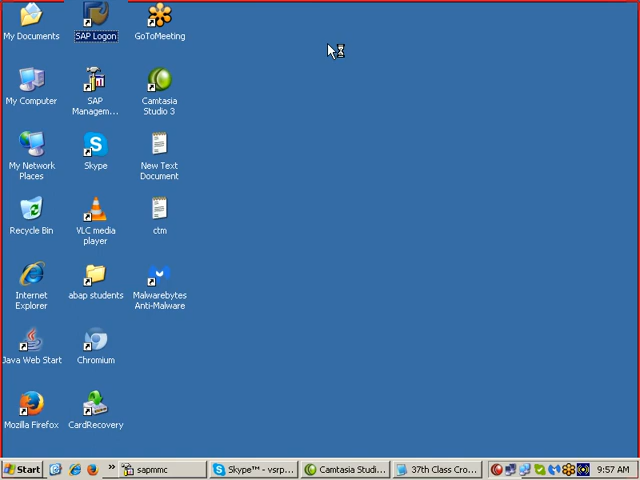 My Documents
SAP Logon
GoToMeeting
My Computer
SAP
Managem...
Camtasia
Studio 3
My Network
Places
Skype
New Text
Document
Recycle Bin
VLC media
player
ctm
Internet
Explorer
abap students
Malwarebytes
Anti-Malware
Java Web Start
Chromium
Mozilla Firefox
CardRecovery
Start
sapmmc
Skype™ - vsrp...
Camtasia Studi...
37th Class Cro...
9:57 AM